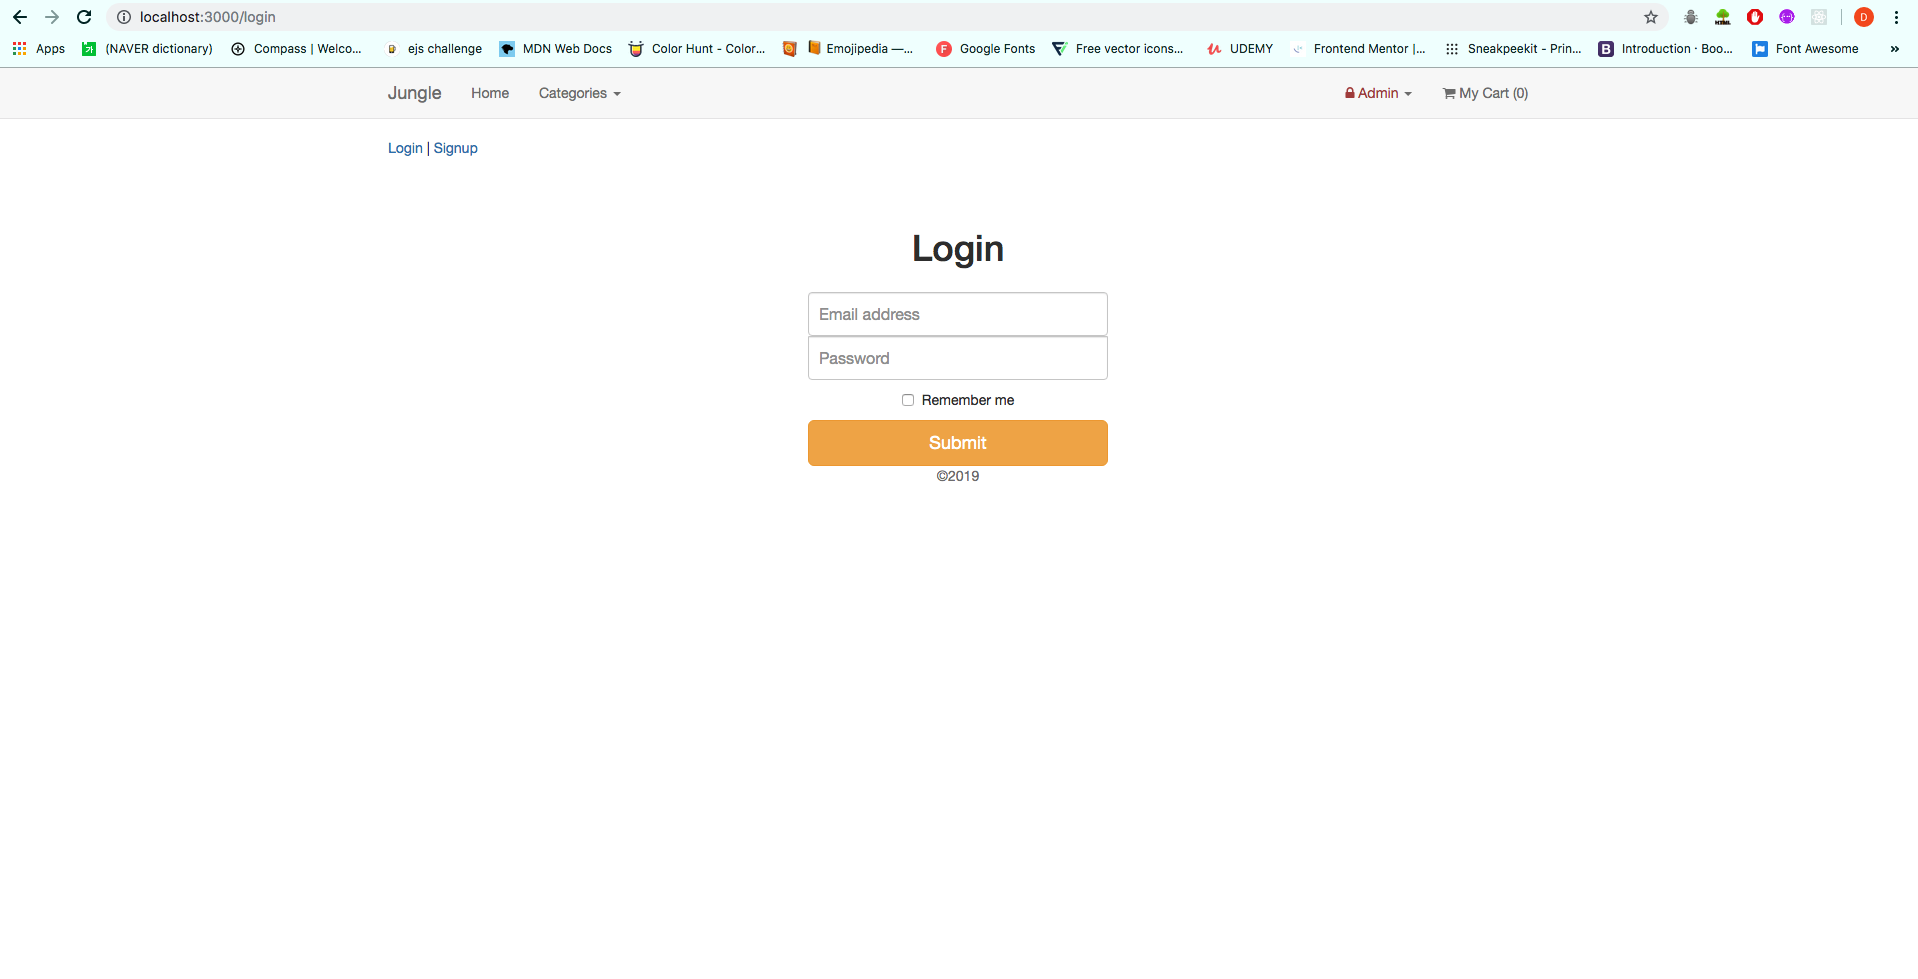 localhost:3000/login
Apps (NAVER dictionary) Compass | Welco... ejs challenge MDN Web Docs Color Hunt - Color... Emojipedia —... Google Fonts Free vector icons... UDEMY Frontend Mentor |... Sneakpeekit - Prin... Introduction · Boo... Font Awesome »
Jungle Home Categories Admin My Cart (0)
Login | Signup
Login
Email address
Password
Remember me
Submit
©2019